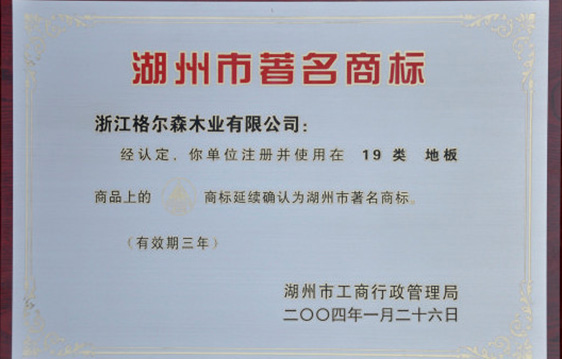 湖州市著名商标
浙江格尔森木业有限公司：
经认定，你单位注册并使用在 19 类 地板
商品上的 商标延续确认为湖州市著名商标。
（有效期三年）
湖州市工商行政管理局
二〇〇四年一月二十六日